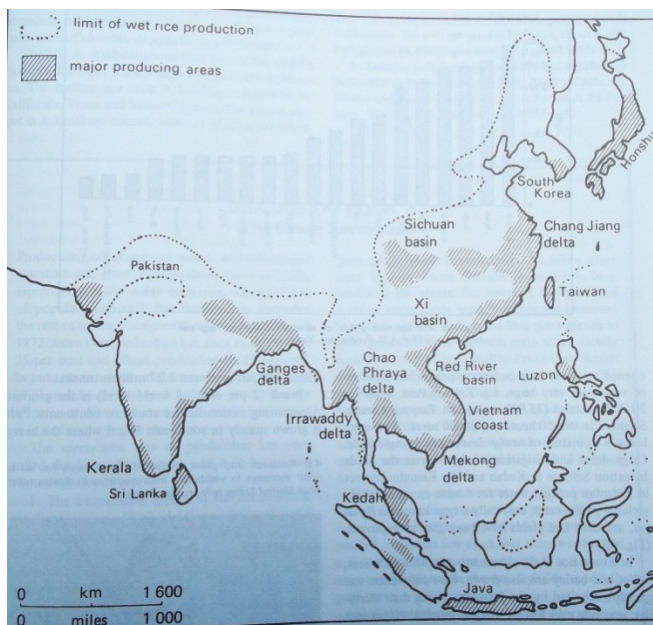 limit of wet rice production
major producing areas
Honshu
South
Korea
Sichuan
basin
Chang Jiang
delta
Pakistan
Xi
basin
Taiwan
Ganges
delta
Chao
Phraya
delta
Red River
basin
Luzon
Irrawaddy
delta
Vietnam
coast
Kerala
Mekong
delta
Sri Lanka
Kedah
Java
0 km 1 600
0 miles 1 000